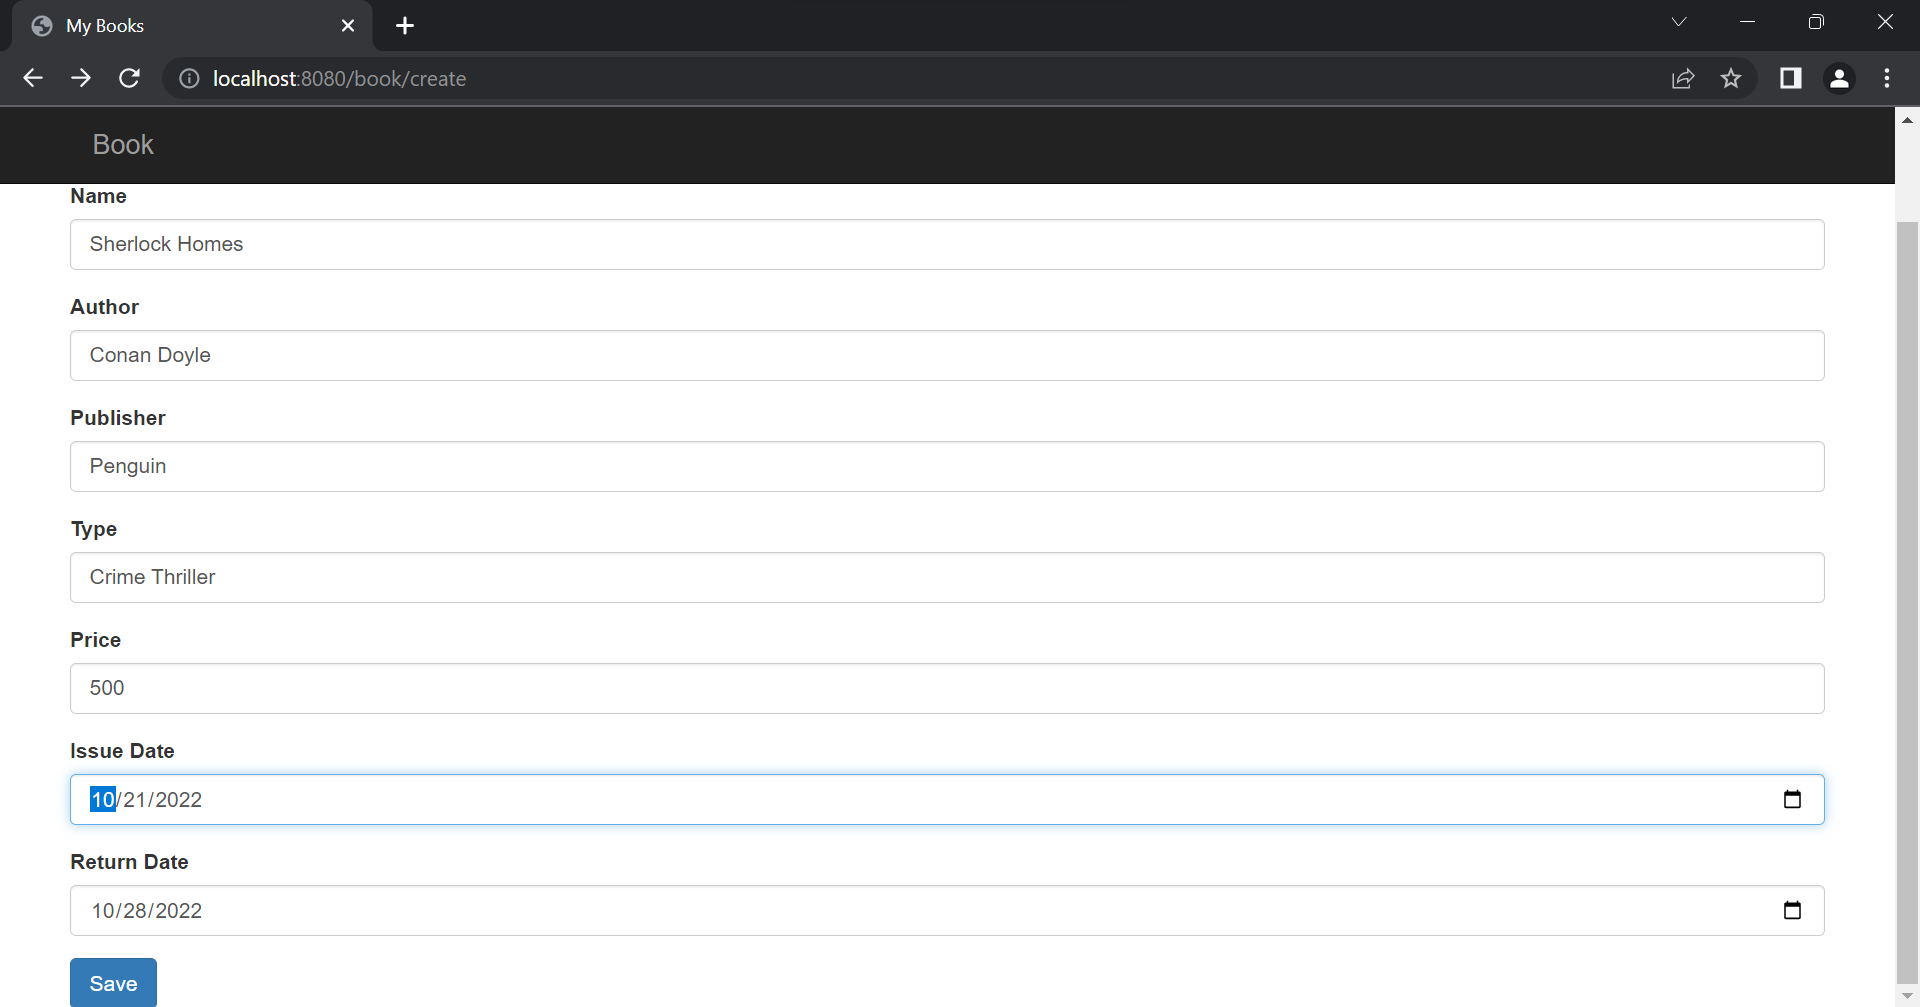 My Books
localhost:8080/book/create
Book
Name
Sherlock Homes
Author
Conan Doyle
Publisher
Penguin
Type
Crime Thriller
Price
500
Issue Date
10/21/2022
Return Date
10/28/2022
Save